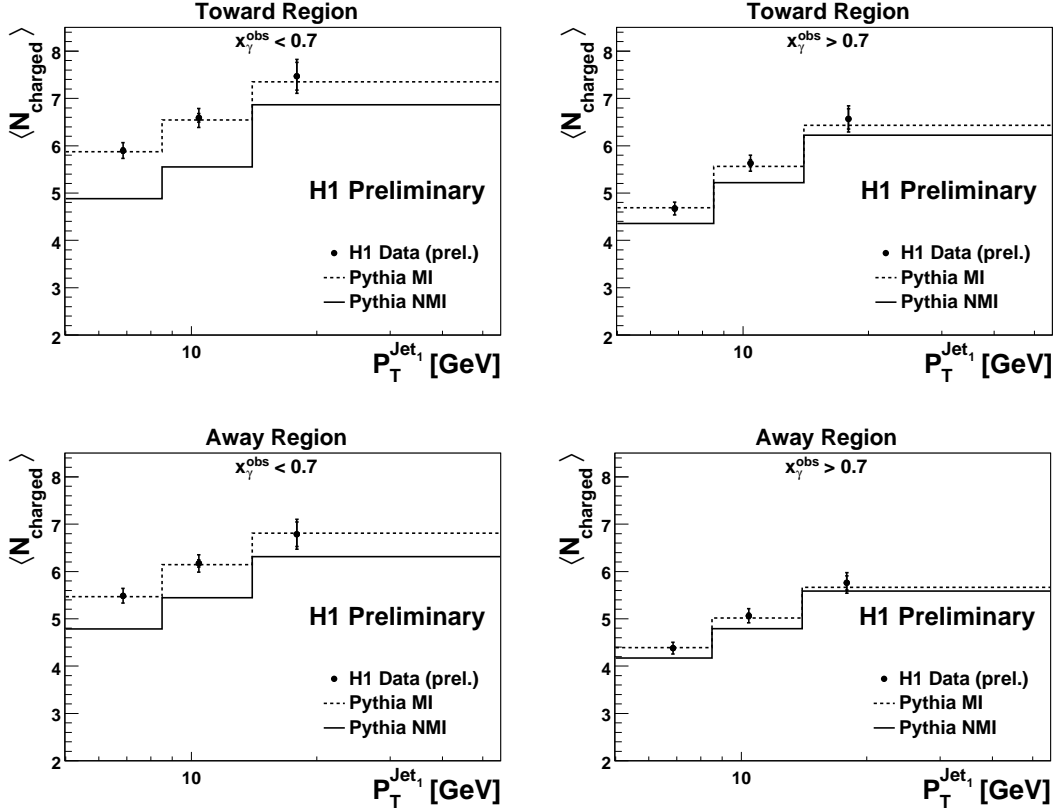 Toward Region
x_γ^obs < 0.7
⟨N_charged⟩
8
7
6
5
4
3
2
H1 Preliminary
H1 Data (prel.)
Pythia MI
Pythia NMI
10
P_T^Jet_1 [GeV]
Toward Region
x_γ^obs > 0.7
⟨N_charged⟩
8
7
6
5
4
3
2
H1 Preliminary
H1 Data (prel.)
Pythia MI
Pythia NMI
10
P_T^Jet_1 [GeV]
Away Region
x_γ^obs < 0.7
⟨N_charged⟩
8
7
6
5
4
3
2
H1 Preliminary
H1 Data (prel.)
Pythia MI
Pythia NMI
10
P_T^Jet_1 [GeV]
Away Region
x_γ^obs > 0.7
⟨N_charged⟩
8
7
6
5
4
3
2
H1 Preliminary
H1 Data (prel.)
Pythia MI
Pythia NMI
10
P_T^Jet_1 [GeV]